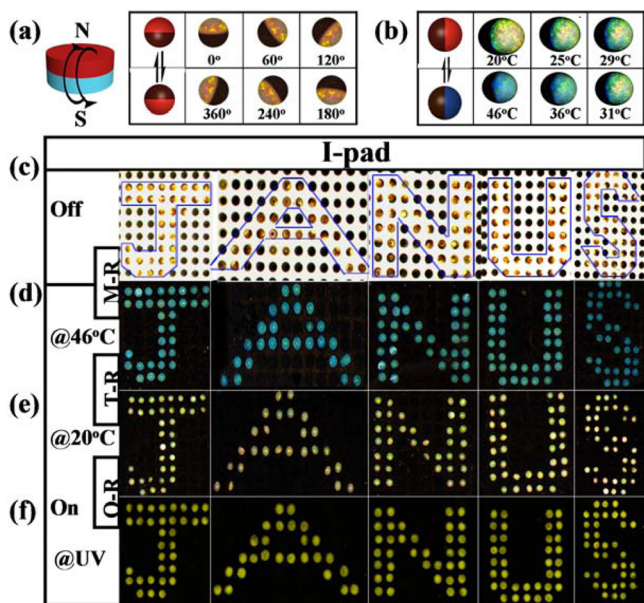 (a)
N
S
0° 60° 120°
360° 240° 180°
(b)
20°C 25°C 29°C
46°C 36°C 31°C
I-pad
(c)
Off
J A N U S
M-R
(d)
@46°C
J A N U S
T-R
(e)
@20°C
J A N U S
O-R
(f)
On
@UV
J A N U S